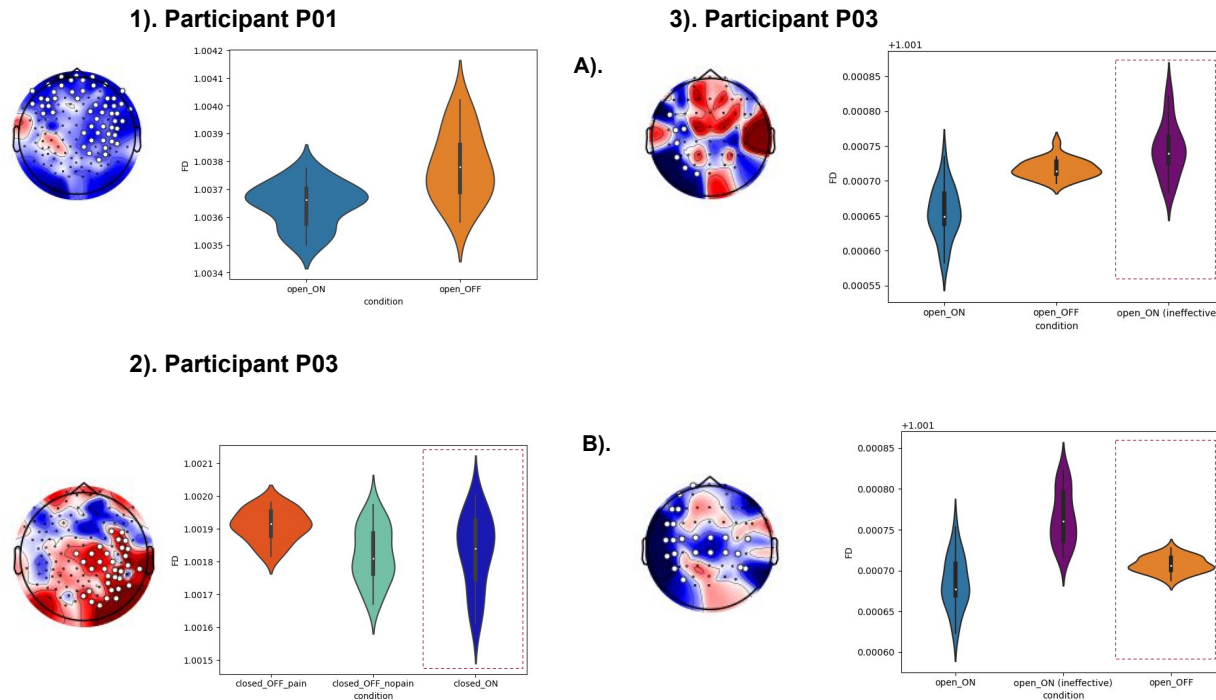 1). Participant P01
1.0042
1.0041
1.0040
1.0039
1.0038
1.0037
1.0036
1.0035
1.0034
FD
open_ON
open_OFF
condition
2). Participant P03
1.0021
1.0020
1.0019
1.0018
1.0017
1.0016
1.0015
FD
closed_OFF_pain
closed_OFF_nopain
closed_ON
condition
3). Participant P03
A).
+1.001
0.00085
0.00080
0.00075
0.00070
0.00065
0.00060
0.00055
FD
open_ON
open_OFF
open_ON (ineffective
condition
B).
+1.001
0.00085
0.00080
0.00075
0.00070
0.00065
0.00060
FD
open_ON
open_ON (ineffective)
open_OFF
condition